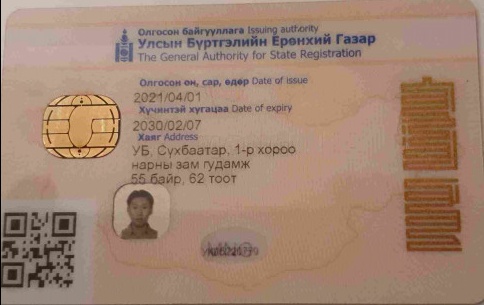 Олгосон байгууллага Issuing authority
Улсын Бүртгэлийн Ерөнхий Газар
The General Authority for State Registration
Олгосон он, сар, өдөр Date of issue
2021/04/01
Хүчинтэй хугацаа Date of expiry
2030/02/07
Хаяг Address
УБ, Сүхбаатар, 1-р хороо
нарны зам гудамж
55 байр, 62 тоот